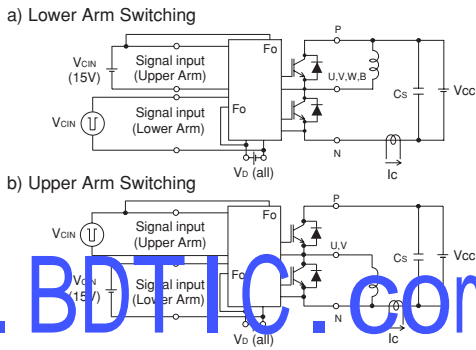 a) Lower Arm Switching
Fo
P
VCIN
(15V)
Signal input
(Upper Arm)
U,V,W,B
CS
Vcc
VCIN
Signal input
(Lower Arm)
Fo
N
VD (all)
Ic
b) Upper Arm Switching
Fo
P
VCIN
Signal input
(Upper Arm)
U,V
CS
Vcc
VCIN
(15V)
Signal input
(Lower Arm)
Fo
. BDTIC . com
N
VD (all)
Ic